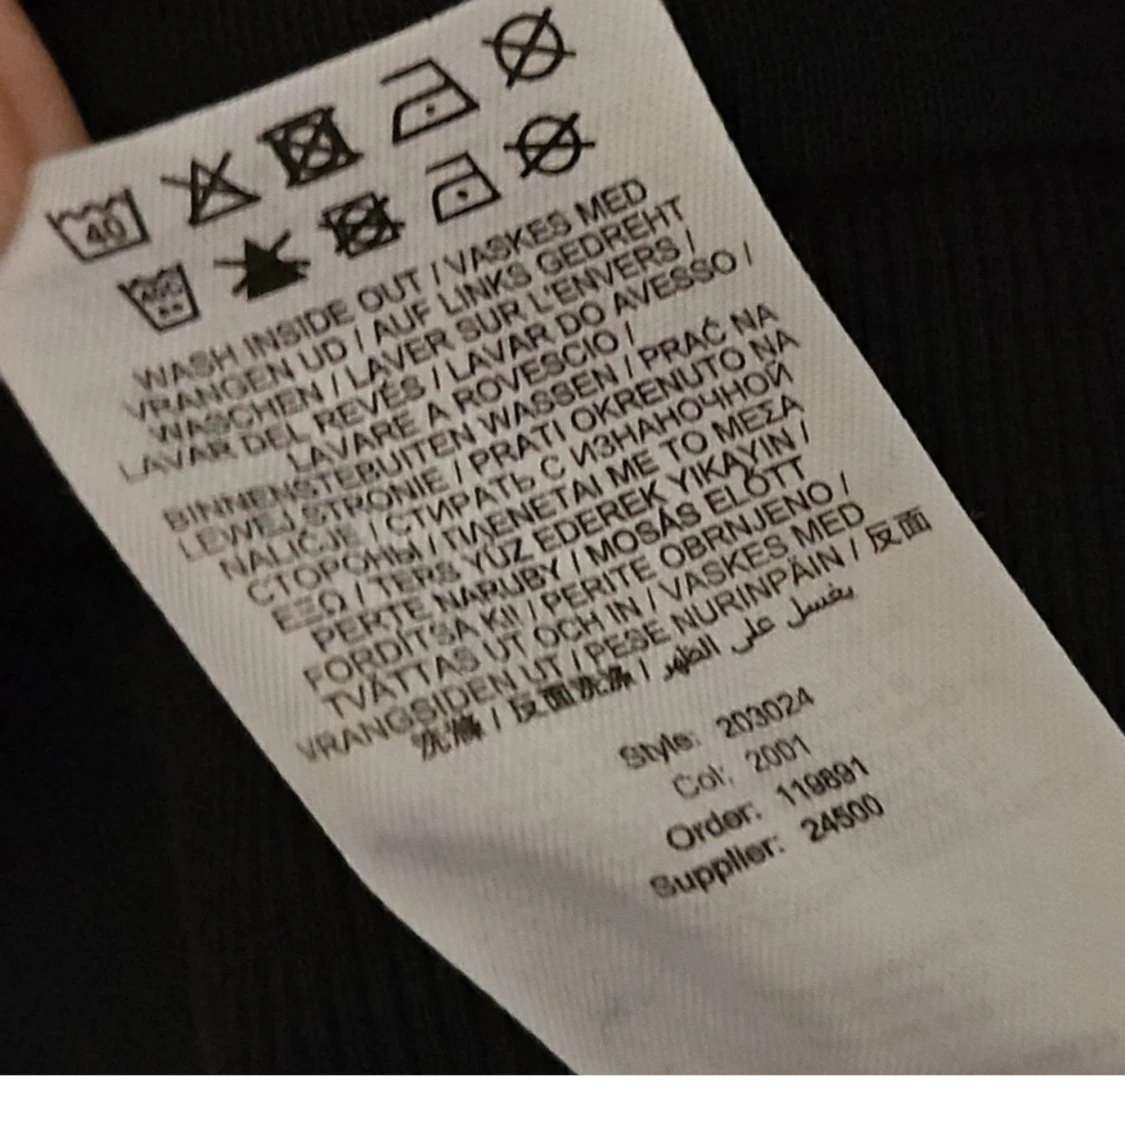 40
40C
WASH INSIDE OUT / VASKES MED
VRANGEN UD / AUF LINKS GEDREHT
WASCHEN / LAVER SUR L'ENVERS /
LAVAR DEL REVÉS / LAVAR DO AVESSO /
LAVARE A ROVESCIO /
BINNENSTEBUITEN WASSEN / PRAĆ NA
LEWEJ STRONIE / PRATI OKRENUTO NA
NALIČJE / СТИРАТЬ С ИЗНАНОЧНОЙ
СТОРОНЫ / ΠΛΕΝΕΤΑΙ ΜΕ ΤΟ ΜΕΣΑ
ΕΞΩ / TERS YÜZ EDEREK YIKAYIN /
PERTE NARUBY / MOSÁS ELŐTT
FORDÍTSA KI! / PERITE OBRNJENO /
TVÄTTAS UT OCH IN / VASKES MED
VRANGSIDEN UT / PESE NURINPÄIN / 反面
洗滌 / 反面洗滌 / يغسل على الظهر
Style: 203024
Col: 2001
Order: 119891
Supplier: 24500